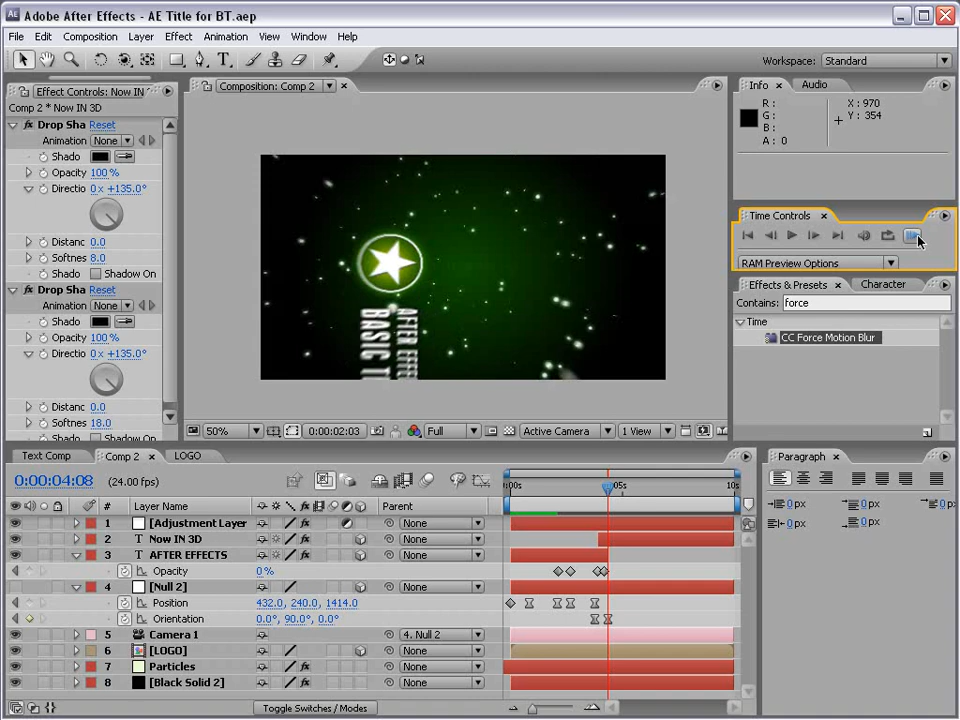 Adobe After Effects - AE Title for BT.aep
File Edit Composition Layer Effect Animation View Window Help
Workspace: Standard
Effect Controls: Now IN
Comp 2 * Now IN 3D
fx Drop Sha Reset
Animation None
Shado
Opacity 100 %
Directio 0 x +135.0°
Distanc 0.0
Softnes 8.0
Shado Shadow On
Drop Sha Reset
Animation None
Shado
Opacity 100 %
Directio 0 x +135.0°
Distanc 0.0
Softnes 18.0
Shado Shadow On
Composition: Comp 2
AFTER EFFE
BASIC T
50% 0:00:02:03 Full Active Camera 1 View
Info Audio
R : X : 970
G : Y : 354
B :
A : 0
Time Controls
RAM Preview Options
Effects & Presets Character
Contains: force
Time
CC Force Motion Blur
Text Comp Comp 2 LOGO
0:00:04:08 (24.00 fps)
:00s 05s 10s
# Layer Name Parent
1 [Adjustment Layer None
2 T Now IN 3D None
3 T AFTER EFFECTS None
Opacity 0 %
4 [Null 2] None
Position 432.0, 240.0, 1414.0
Orientation 0.0°, 90.0°, 0.0°
5 Camera 1 4. Null 2
6 [LOGO] None
7 Particles None
8 [Black Solid 2] None
Toggle Switches / Modes
Paragraph
0 px 0 px 0 px
0 px 0 px